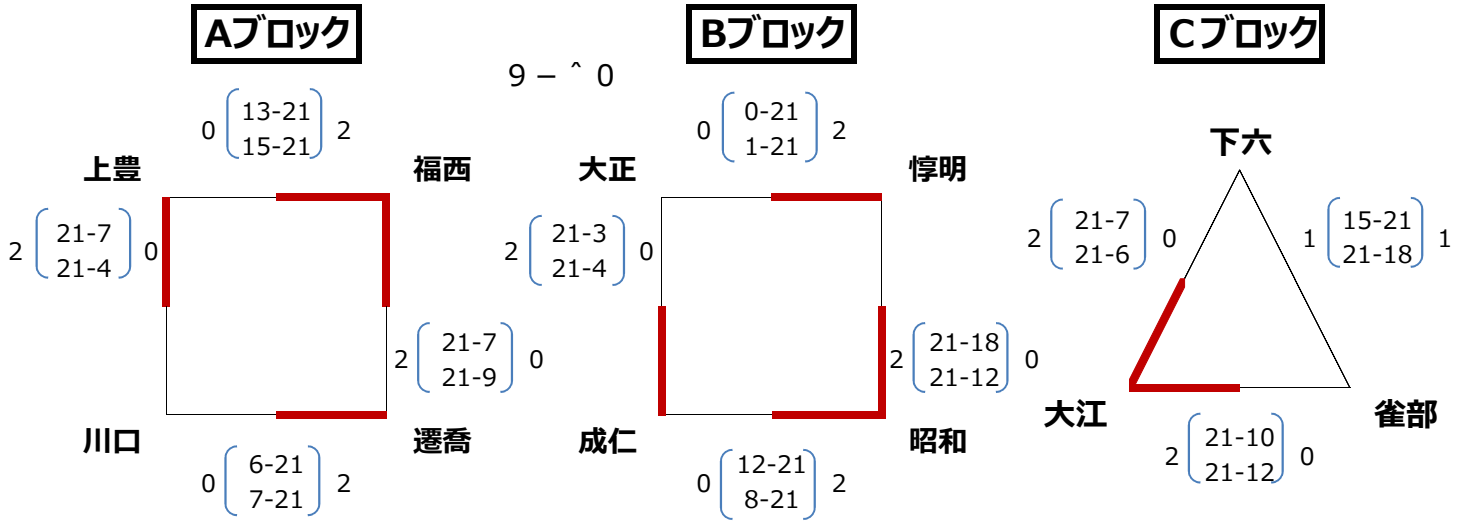 Aブロック
Bブロック
Cブロック
9 − ＾ 0
0 13-21 2
15-21
上豊
福西
2 21-7 0
21-4
2 21-7 0
21-9
川口
遷喬
0 6-21 2
7-21
0 0-21 2
1-21
大正
惇明
2 21-3 0
21-4
2 21-18 0
21-12
成仁
昭和
0 12-21 2
8-21
下六
2 21-7 0
21-6
1 15-21 1
21-18
大江
雀部
2 21-10 0
21-12